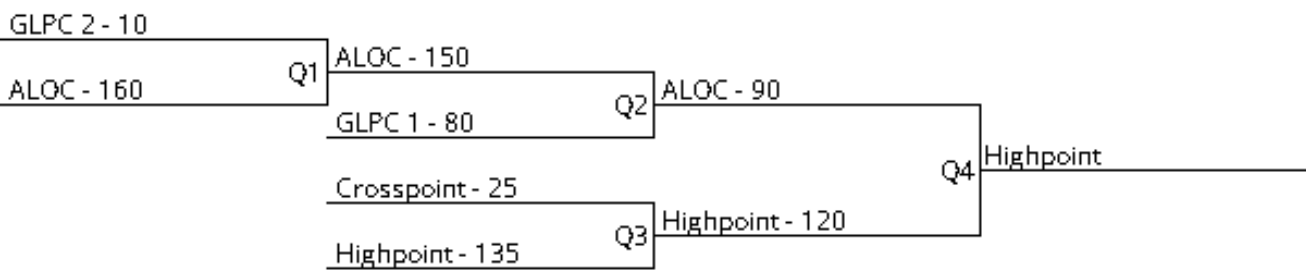 GLPC 2 - 10
ALOC - 160
Q1
ALOC - 150
GLPC 1 - 80
Q2
ALOC - 90
Crosspoint - 25
Highpoint - 135
Q3
Highpoint - 120
Q4
Highpoint